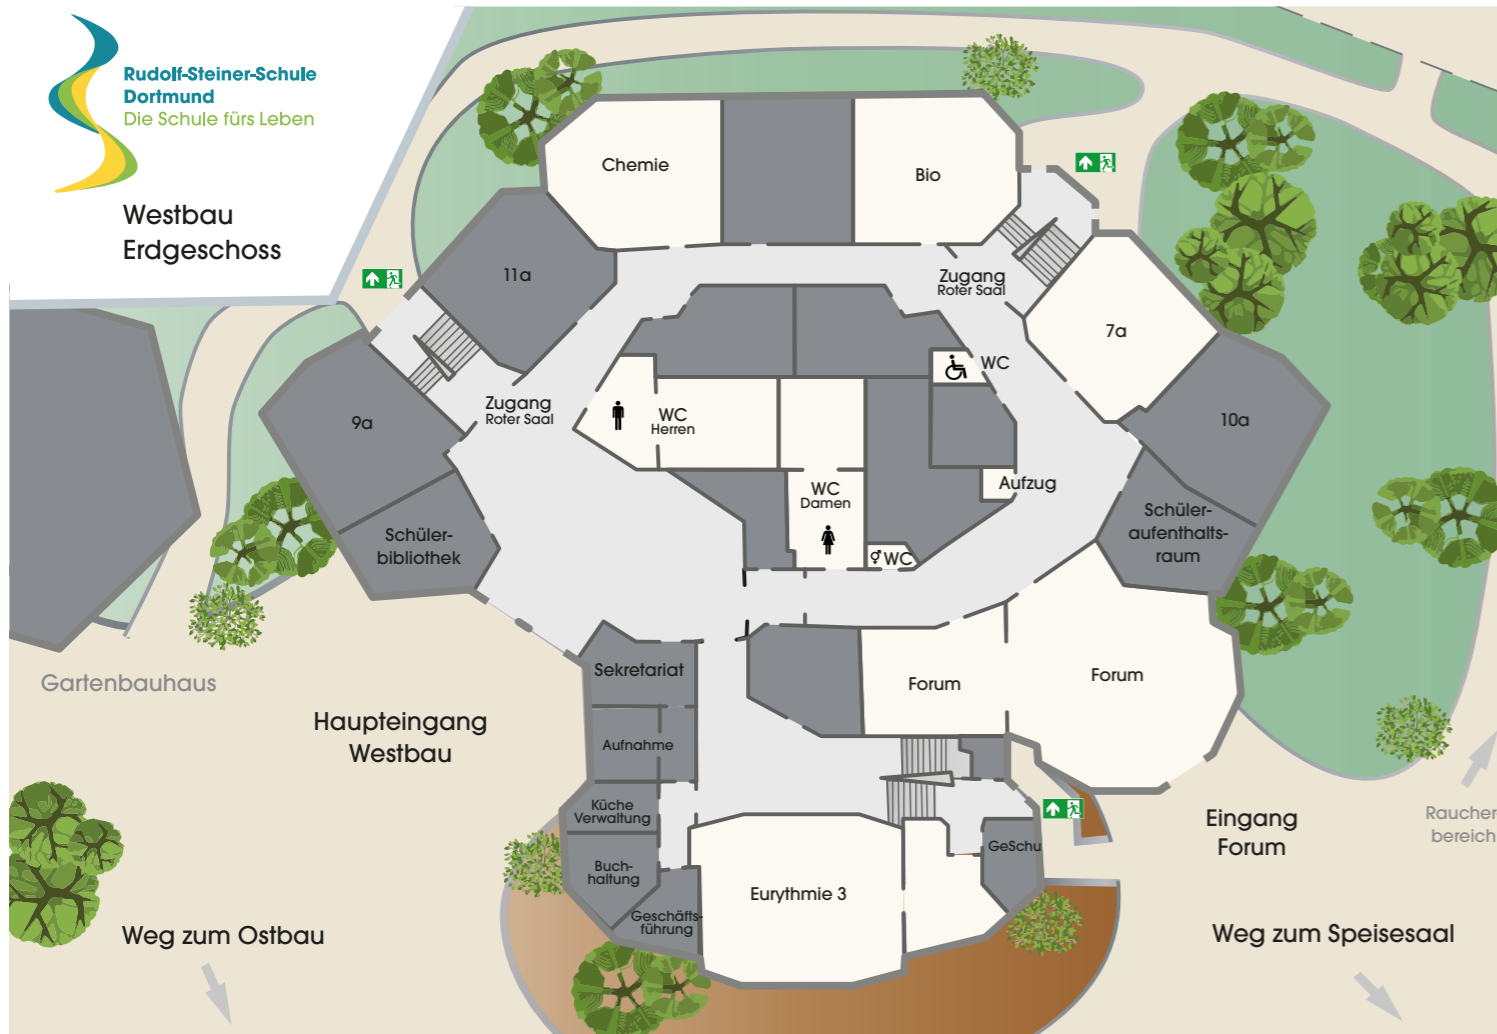 Rudolf-Steiner-Schule
Dortmund
Die Schule fürs Leben
Westbau
Erdgeschoss
Chemie
Bio
11a
Zugang
Roter Saal
7a
WC
9a
Zugang
Roter Saal
WC
Herren
10a
Aufzug
WC
Damen
Schüler-
aufenthalts-
raum
Schüler-
bibliothek
WC
Sekretariat
Forum
Forum
Gartenbauhaus
Haupteingang
Westbau
Aufnahme
Küche
Verwaltung
Eingang
Forum
Raucher
bereich
GeSchu
Buch-
haltung
Eurythmie 3
Geschäfts-
führung
Weg zum Ostbau
Weg zum Speisesaal